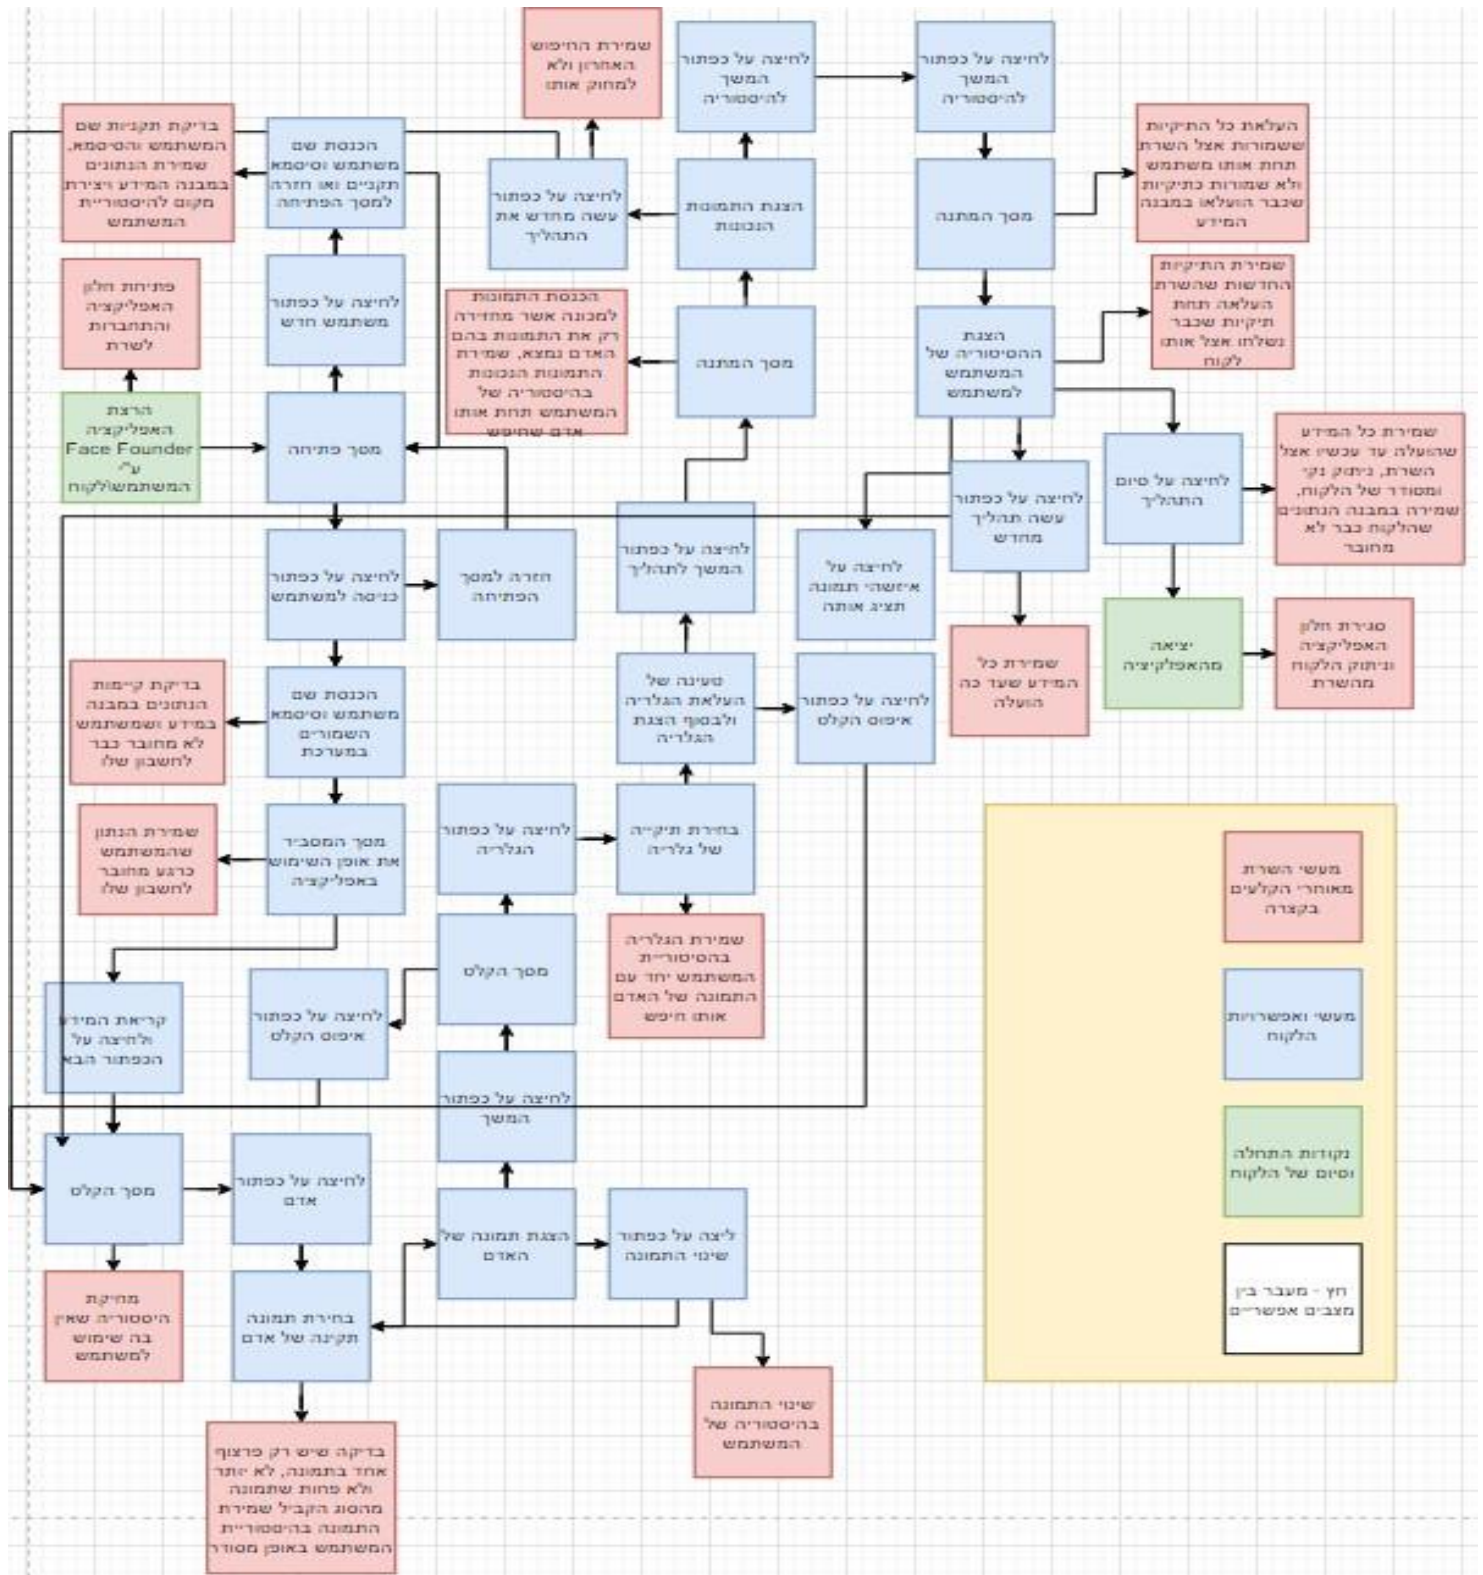 שמירת החיפוש
האחרון ולא
למחוק אותו
לחיצה על כפתור
המשך
להיסטוריה
לחיצה על כפתור
המשך
להיסטוריה
בדיקת תקניות שם
המשתמש והסיסמא,
שמירת הנתונים
במבנה המידע ויצירת
מקום להיסטוריית
המשתמש
הכנסת שם
משתמש וסיסמא
תקניים ואו חזרה
למסך הפתיחה
לחיצה על כפתור
עשה מחדש את
התהליך
הצגת התמונות
הנכונות
מסך המתנה
העלאת כל התיקיות
ששמורות אצל השרת
תחת אותו משתמש
ולא שמורות כתיקיות
שכבר הועלאו במבנה
המידע
פתיחת חלון
האפליקציה
והתחברות
לשרת
לחיצה על כפתור
משתמש חדש
הכנסת התמונות
למכונה אשר מחזירה
רק את התמונות בהם
האדם נמצא, שמירת
התמונות הנכונות
בהיסטוריה של
המשתמש תחת אותו
אדם שחיפש
מסך המתנה
הצגת
ההסיטוריה של
המשתמש
למשתמש
שמירת התיקיות
החדשות שהשרת
העלאה תחת
תיקיות שכבר
נשלחו אצל אותו
לקוח
הרצת
האפליקציה
Face Founder
ע"י
המשתמש\לקוח
מסך פתיחה
לחיצה על כפתור
עשה תהליך
מחדש
לחיצה על סיום
התהליך
שמירת כל המידע
שהועלה עד עכשיו אצל
השרת, ניתוק נקי
ומסודר של הלקוח,
שמירה במבנה הנתונים
שהלקוח כבר לא
מחובר
לחיצה על כפתור
כניסה למשתמש
חזרה למסך
הפתיחה
לחיצה על כפתור
המשך לתהליך
לחיצה על
איזשהי תמונה
תציג אותה
שמירת כל
המידע שעד כה
הועלה
יציאה
מהאפלקיציה
סגירת חלון
האפליקציה
וניתוק הלקוח
מהשרת
בדיקת קיימות
הנתונים במבנה
במידע ושמשתמש
לא מחובר כבר
לחשבון שלו
הכנסת שם
משתמש וסיסמא
השמורים
במערכת
טעינה של
העלאת הגלריה
ולבסוף הצגת
הגלריה
לחיצה על כפתור
איפוס הקלט
שמירת הנתון
שהמשתמש
כרגע מחובר
לחשבון שלו
מסך המסביר
את אופן השימוש
באפליקציה
לחיצה על כפתור
הגלריה
בחירת תיקייה
של גלריה
מעשי השרת
מאוחרי הקלעים
בקצרה
קריאת המידע
ולחיצה על
הכפתור הבא
לחיצה על כפתור
איפוס הקלט
מסך הקלט
שמירת הגלריה
בהסיטוריית
המשתמש יחד עם
התמונה של האדם
אותו חיפש
מעשי ואפשרויות
הלקוח
לחיצה על כפתור
המשך
מסך הקלט
לחיצה על כפתור
אדם
הצגת תמונה של
האדם
ליצה על כפתור
שינוי התמונה
נקודות התחלה
וסיום של הלקוח
מחיקת
היסטוריה שאין
בה שימוש
למשתמש
בחירת תמונה
תקינה של אדם
חץ - מעבר בין
מצבים אפשריים
שינוי התמונה
בהיסטוריה של
המשתמש
בדיקה שיש רק פרצוף
אחד בתמונה, לא יותר
ולא פחות שתמונה
מהסוג הקביל שמירת
התמונה בהיסטוריית
המשתמש באופן מסודר